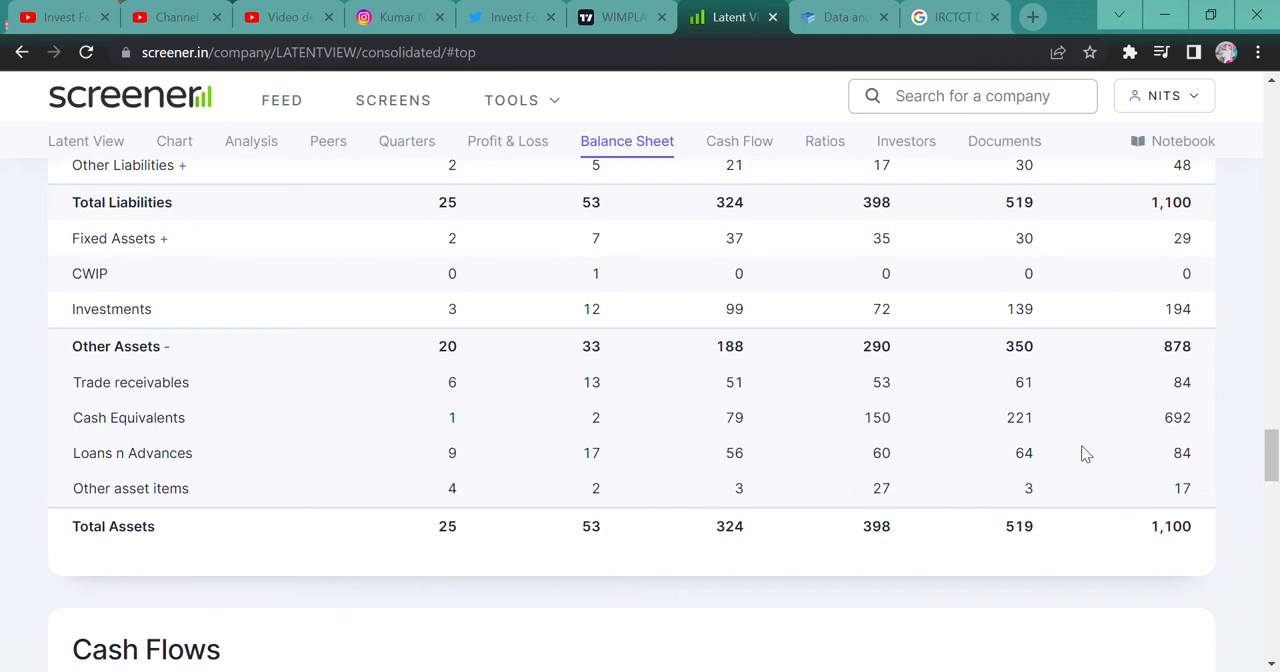 Invest Fo
Channel
Video de
Kumar N
Invest Fo
WIMPLA
Latent Vi
Data and
IRCTCT
screener.in/company/LATENTVIEW/consolidated/#top
screener
FEED
SCREENS
TOOLS
Search for a company
NITS
Latent View
Chart
Analysis
Peers
Quarters
Profit & Loss
Balance Sheet
Cash Flow
Ratios
Investors
Documents
Notebook
Other Liabilities + 2 5 21 17 30 48
Total Liabilities 25 53 324 398 519 1,100
Fixed Assets + 2 7 37 35 30 29
CWIP 0 1 0 0 0 0
Investments 3 12 99 72 139 194
Other Assets - 20 33 188 290 350 878
Trade receivables 6 13 51 53 61 84
Cash Equivalents 1 2 79 150 221 692
Loans n Advances 9 17 56 60 64 84
Other asset items 4 2 3 27 3 17
Total Assets 25 53 324 398 519 1,100
Cash Flows